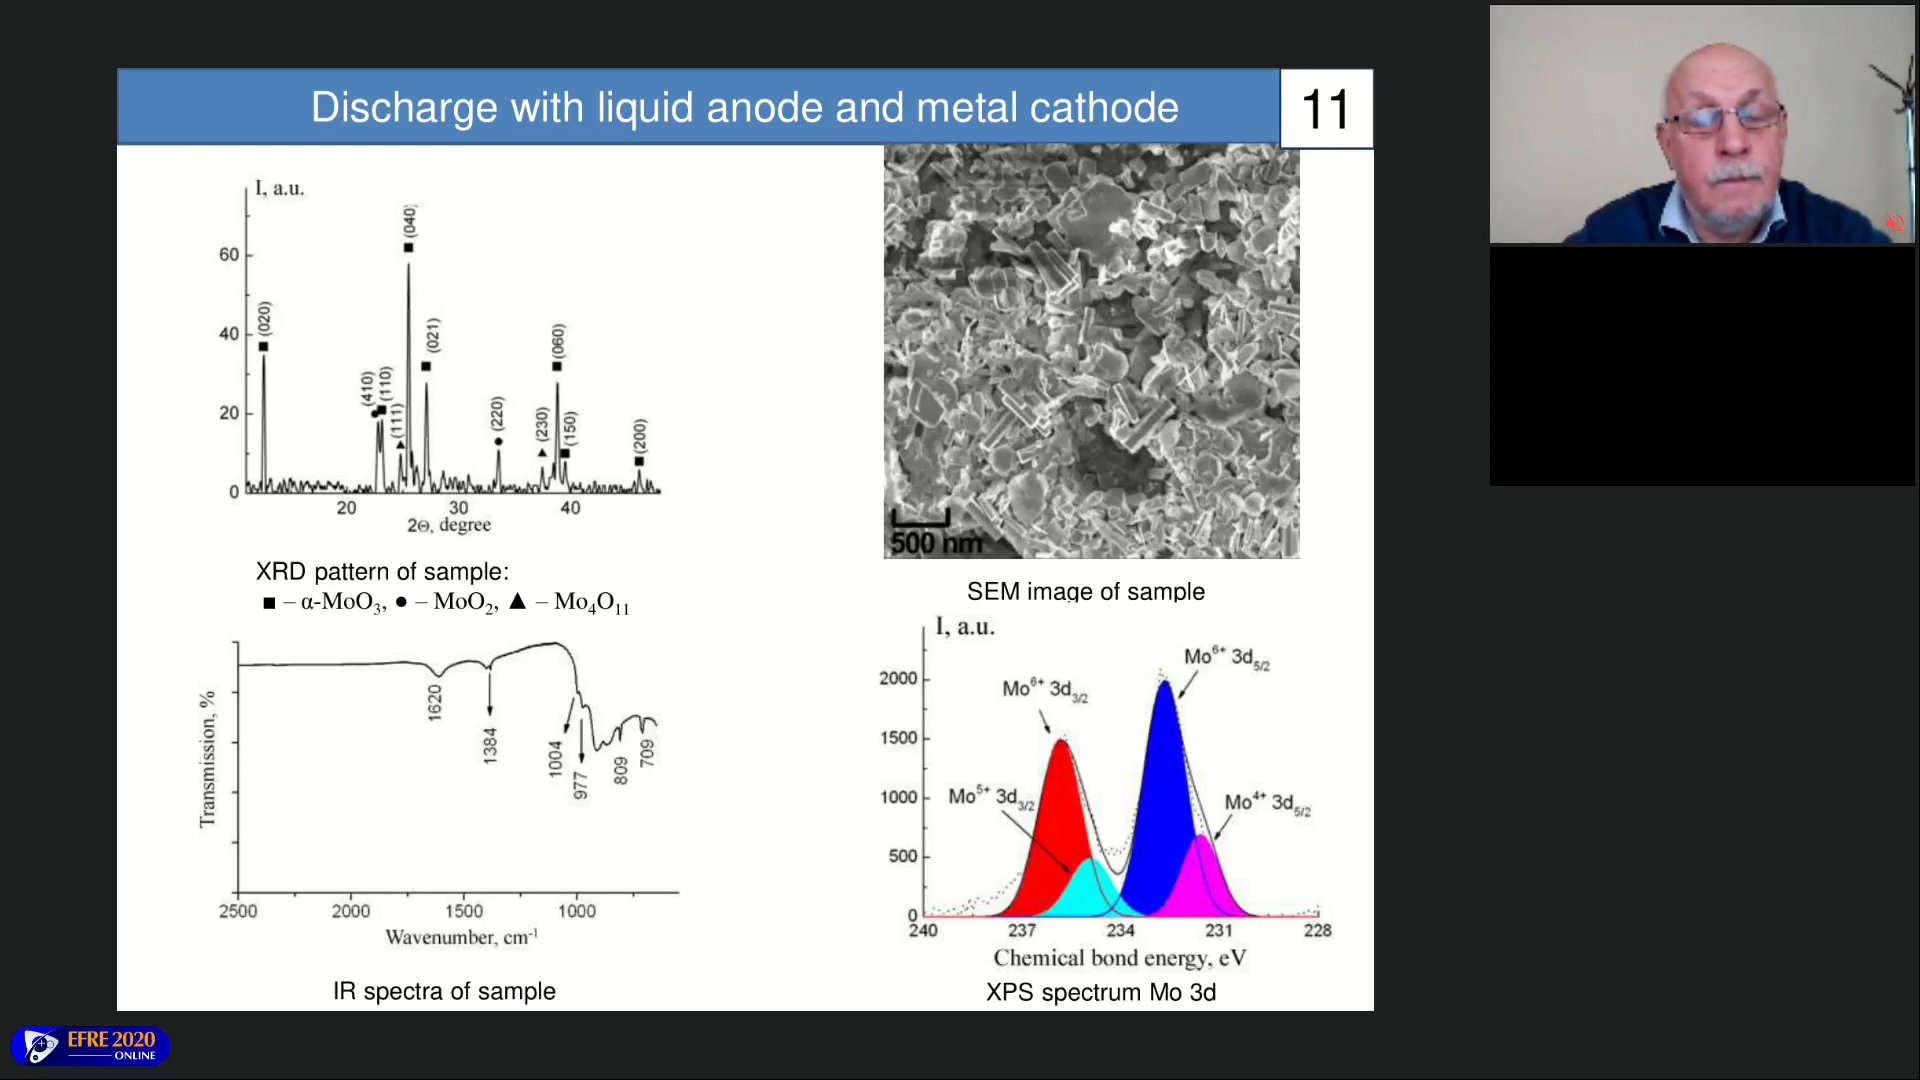 Discharge with liquid anode and metal cathode
11
I, a.u.
60
40
20
0
(020)
(410)
(110)
(111)
(040)
(021)
(220)
(230)
(060)
(150)
(200)
20 30 40
2Θ, degree
XRD pattern of sample:
■ – α-MoO₃, ● – MoO₂, ▲ – Mo₄O₁₁
500 nm
SEM image of sample
Transmission, %
1620
1384
1004
977
809
709
2500 2000 1500 1000
Wavenumber, cm⁻¹
IR spectra of sample
I, a.u.
2000
1500
1000
500
0
Mo⁶⁺ 3d₃/₂
Mo⁶⁺ 3d₅/₂
Mo⁵⁺ 3d₃/₂
Mo⁴⁺ 3d₅/₂
240 237 234 231 228
Chemical bond energy, eV
XPS spectrum Mo 3d
EFRE 2020
ONLINE